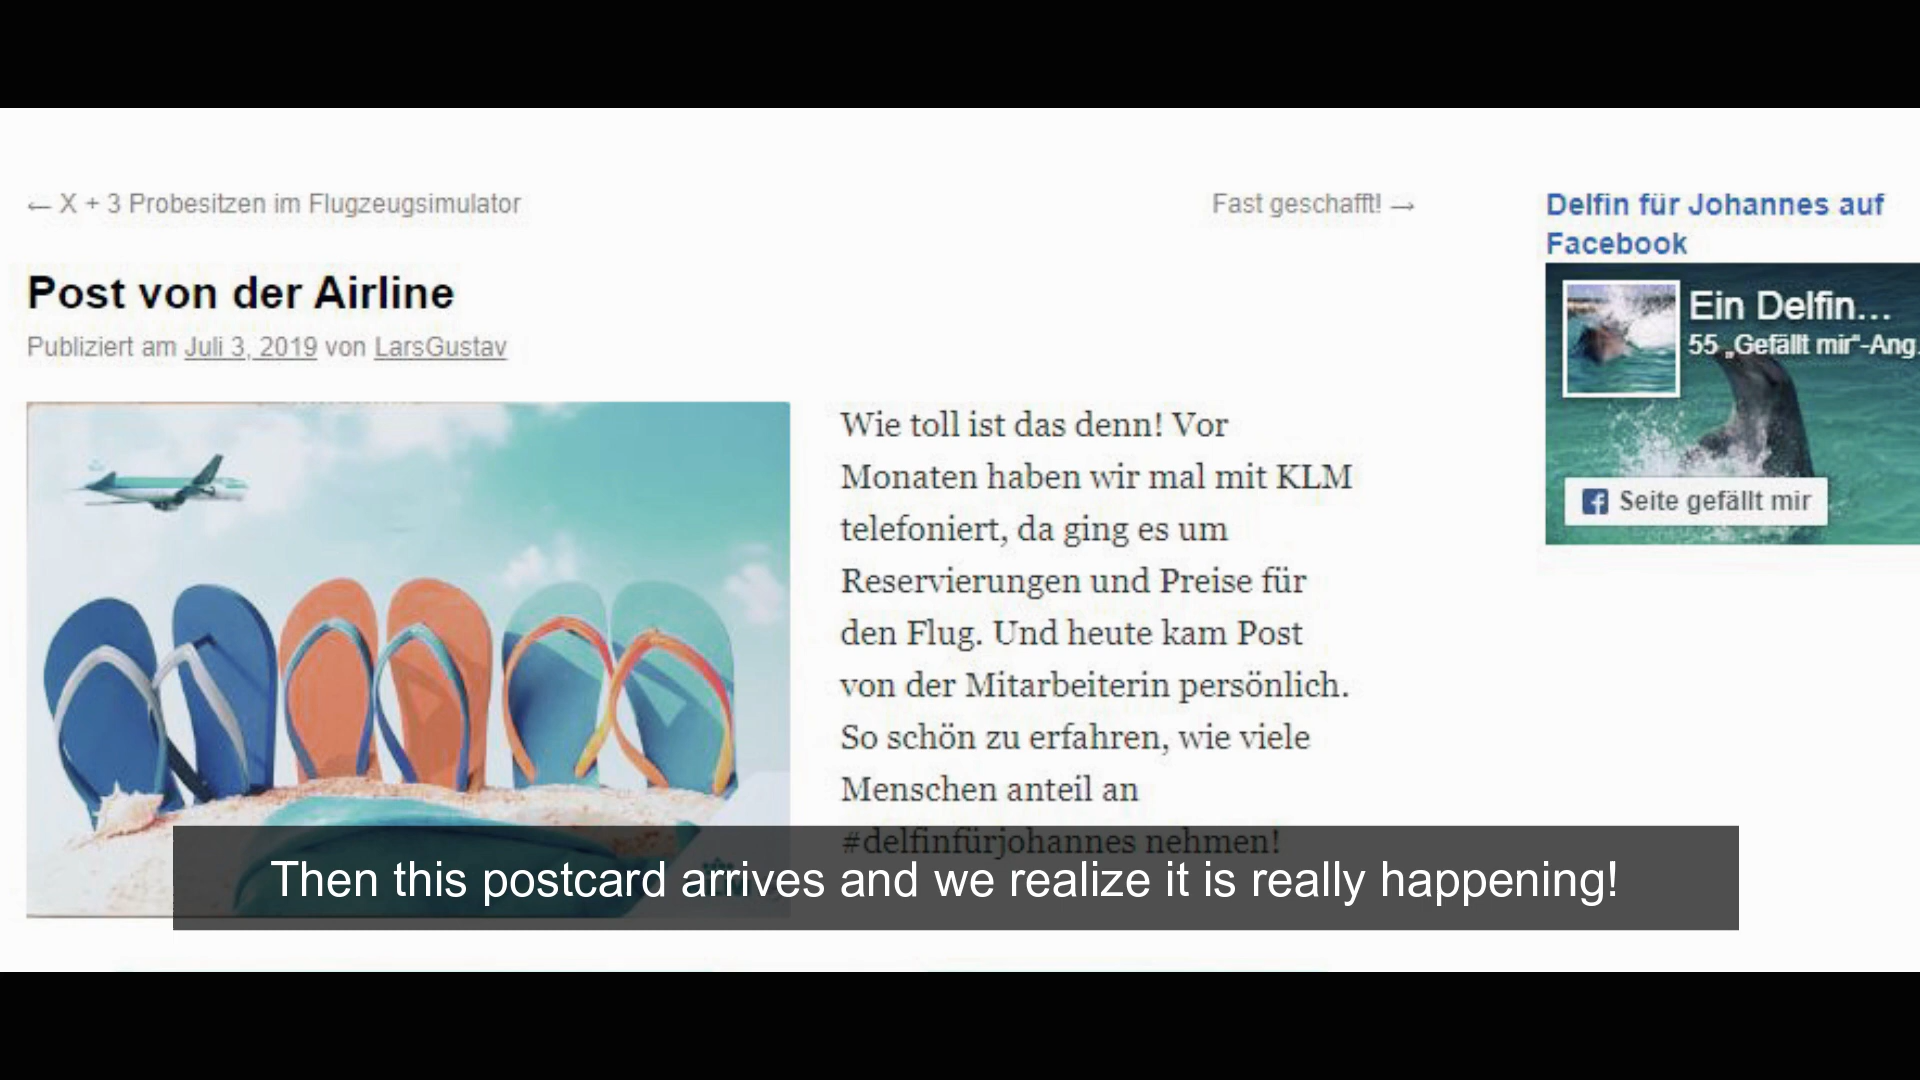 ← X + 3 Probesitzen im Flugzeugsimulator
Fast geschafft! →
Post von der Airline
Publiziert am Juli 3, 2019 von LarsGustav
Wie toll ist das denn! Vor
Monaten haben wir mal mit KLM
telefoniert, da ging es um
Reservierungen und Preise für
den Flug. Und heute kam Post
von der Mitarbeiterin persönlich.
So schön zu erfahren, wie viele
Menschen anteil an
#delfinfürjohannes nehmen!
Delfin für Johannes auf
Facebook
Ein Delfin...
55 „Gefällt mir“-Ang.
Seite gefällt mir
Then this postcard arrives and we realize it is really happening!